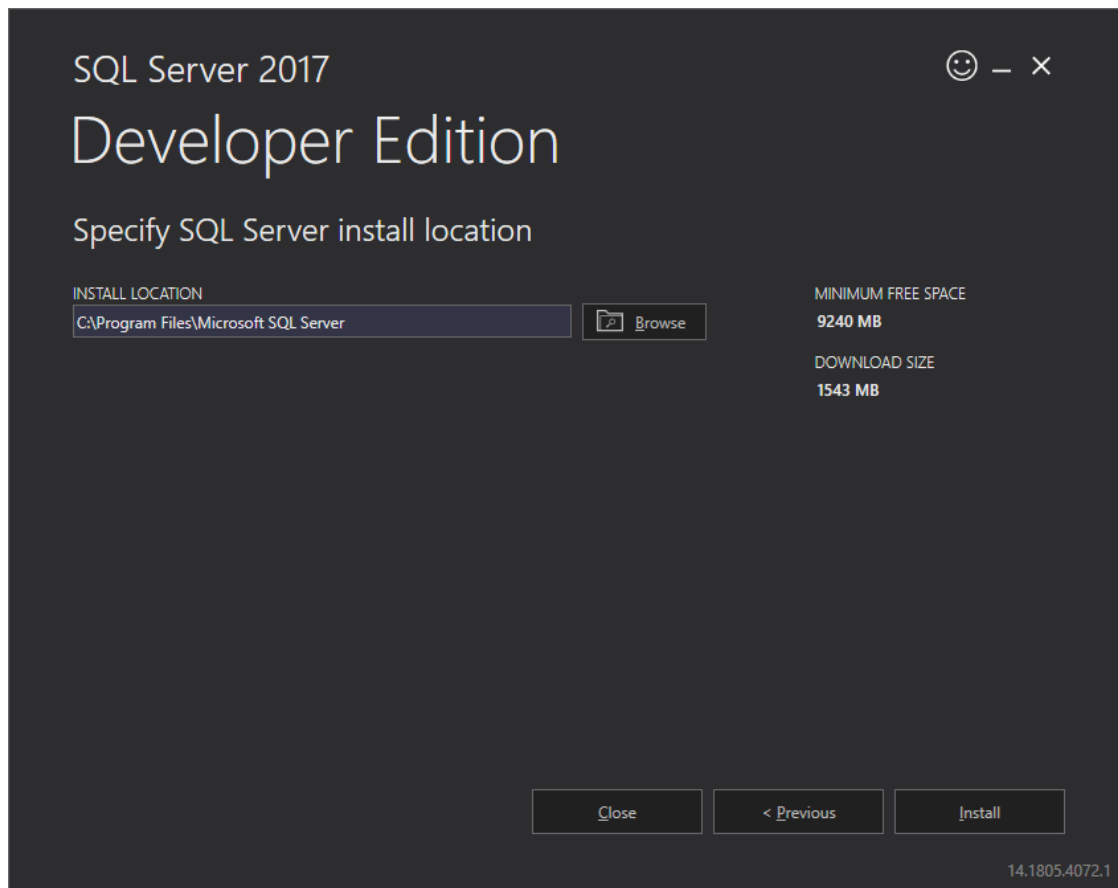 SQL Server 2017
Developer Edition
Specify SQL Server install location
INSTALL LOCATION
C:\Program Files\Microsoft SQL Server
Browse
MINIMUM FREE SPACE
9240 MB
DOWNLOAD SIZE
1543 MB
Close
< Previous
Install
14.1805.4072.1